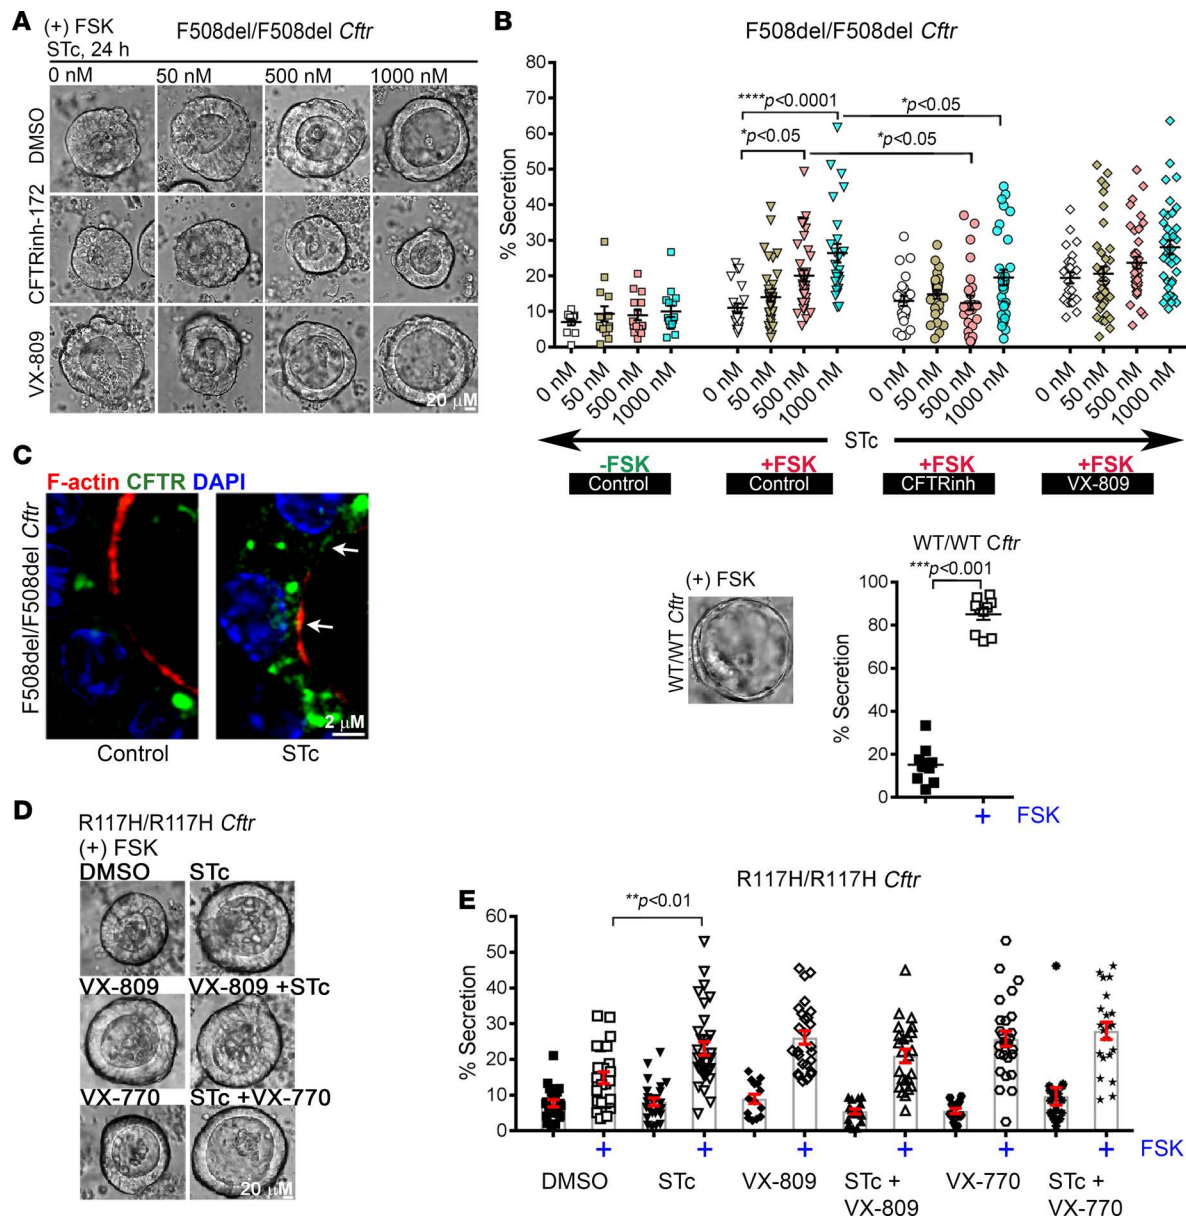 A
(+) FSK
STc, 24 h
F508del/F508del Cftr
0 nM 50 nM 500 nM 1000 nM
DMSO
CFTRinh-172
VX-809
20 µM
B
F508del/F508del Cftr
% Secretion
80
70
60
50
40
30
20
10
0
****p<0.0001
*p<0.05
*p<0.05
*p<0.05
0 nM 50 nM 500 nM 1000 nM 0 nM 50 nM 500 nM 1000 nM 0 nM 50 nM 500 nM 1000 nM 0 nM 50 nM 500 nM 1000 nM
STc
-FSK +FSK +FSK +FSK
Control Control CFTRinh VX-809
C
F-actin CFTR DAPI
F508del/F508del Cftr
2 µM
Control STc
(+) FSK
WT/WT Cftr
WT/WT Cftr
***p<0.001
% Secretion
100
80
60
40
20
0
+ FSK
D
R117H/R117H Cftr
(+) FSK
DMSO STc
VX-809 VX-809 +STc
VX-770 STc +VX-770
20 µM
E
R117H/R117H Cftr
**p<0.01
% Secretion
60
50
40
30
20
10
0
+ + + + + + FSK
DMSO STc VX-809 STc + VX-770 STc +
VX-809 VX-770